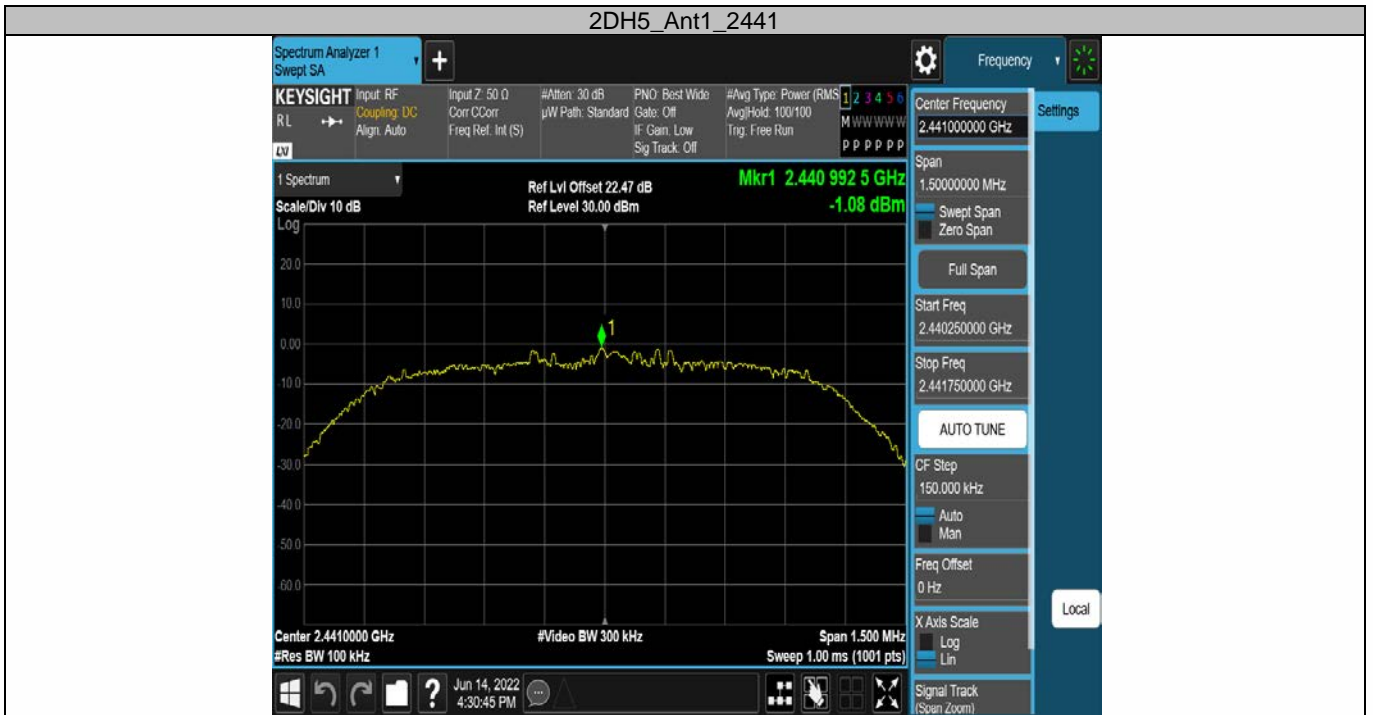 2DH5_Ant1_2441
Spectrum Analyzer 1
Swept SA
+
Frequency
KEYSIGHT
RL
LXI
Input: RF
Coupling: DC
Align: Auto
Input Z: 50 Ω
Corr CCorr
Freq Ref: Int (S)
#Atten: 30 dB
µW Path: Standard
PNO: Best Wide
Gate: Off
IF Gain: Low
Sig Track: Off
#Avg Type: Power (RMS
Avg|Hold: 100/100
Trig: Free Run
1 2 3 4 5 6
M W W W W W
P P P P P P
Center Frequency
2.441000000 GHz
Settings
1 Spectrum
Scale/Div 10 dB
Ref Lvl Offset 22.47 dB
Ref Level 30.00 dBm
Mkr1 2.440 992 5 GHz
-1.08 dBm
Log
20.0
10.0
0.00
-10.0
-20.0
-30.0
-40.0
-50.0
-60.0
1
Center 2.4410000 GHz
#Res BW 100 kHz
#Video BW 300 kHz
Span 1.500 MHz
Sweep 1.00 ms (1001 pts)
Span
1.50000000 MHz
Swept Span
Zero Span
Full Span
Start Freq
2.440250000 GHz
Stop Freq
2.441750000 GHz
AUTO TUNE
CF Step
150.000 kHz
Auto
Man
Freq Offset
0 Hz
X Axis Scale
Log
Lin
Signal Track
(Span Zoom)
Local
?
Jun 14, 2022
4:30:45 PM